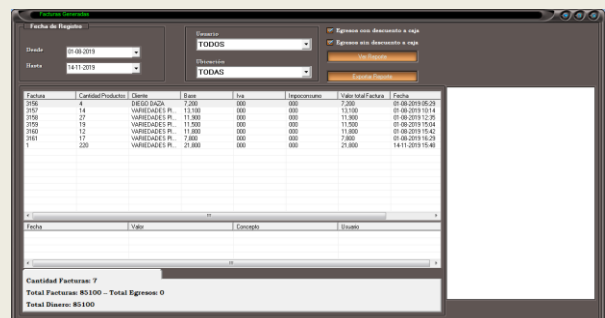 Facturas Generadas
Fecha de Registro
Desde 01-08-2019
Hasta 14-11-2019
Usuario
TODOS
Ubicación
TODAS
Egresos con descuento a caja
Egresos sin descuento a caja
Ver Reporte
Exporta Reporte
Factura Cantidad Productos Cliente Base Iva Impoconsumo Valor total Factura Fecha
3156 4 DIEGO DAZA 7,200 000 000 7,200 01-08-2019 05:29
3157 14 VARIEDADES PI... 13,100 000 000 13,100 01-08-2019 10:14
3158 27 VARIEDADES PI... 11,900 000 000 11,900 01-08-2019 12:35
3159 19 VARIEDADES PI... 11,500 000 000 11,500 01-08-2019 15:04
3160 12 VARIEDADES PI... 11,800 000 000 11,800 01-08-2019 15:42
3161 17 VARIEDADES PI... 7,800 000 000 7,800 01-08-2019 16:29
1 220 VARIEDADES PI... 21,800 000 000 21,800 14-11-2019 15:48
Fecha Valor Concepto Usuario
Cantidad Facturas: 7
Total Facturas: 85100 -- Total Egresos: 0
Total Dinero: 85100